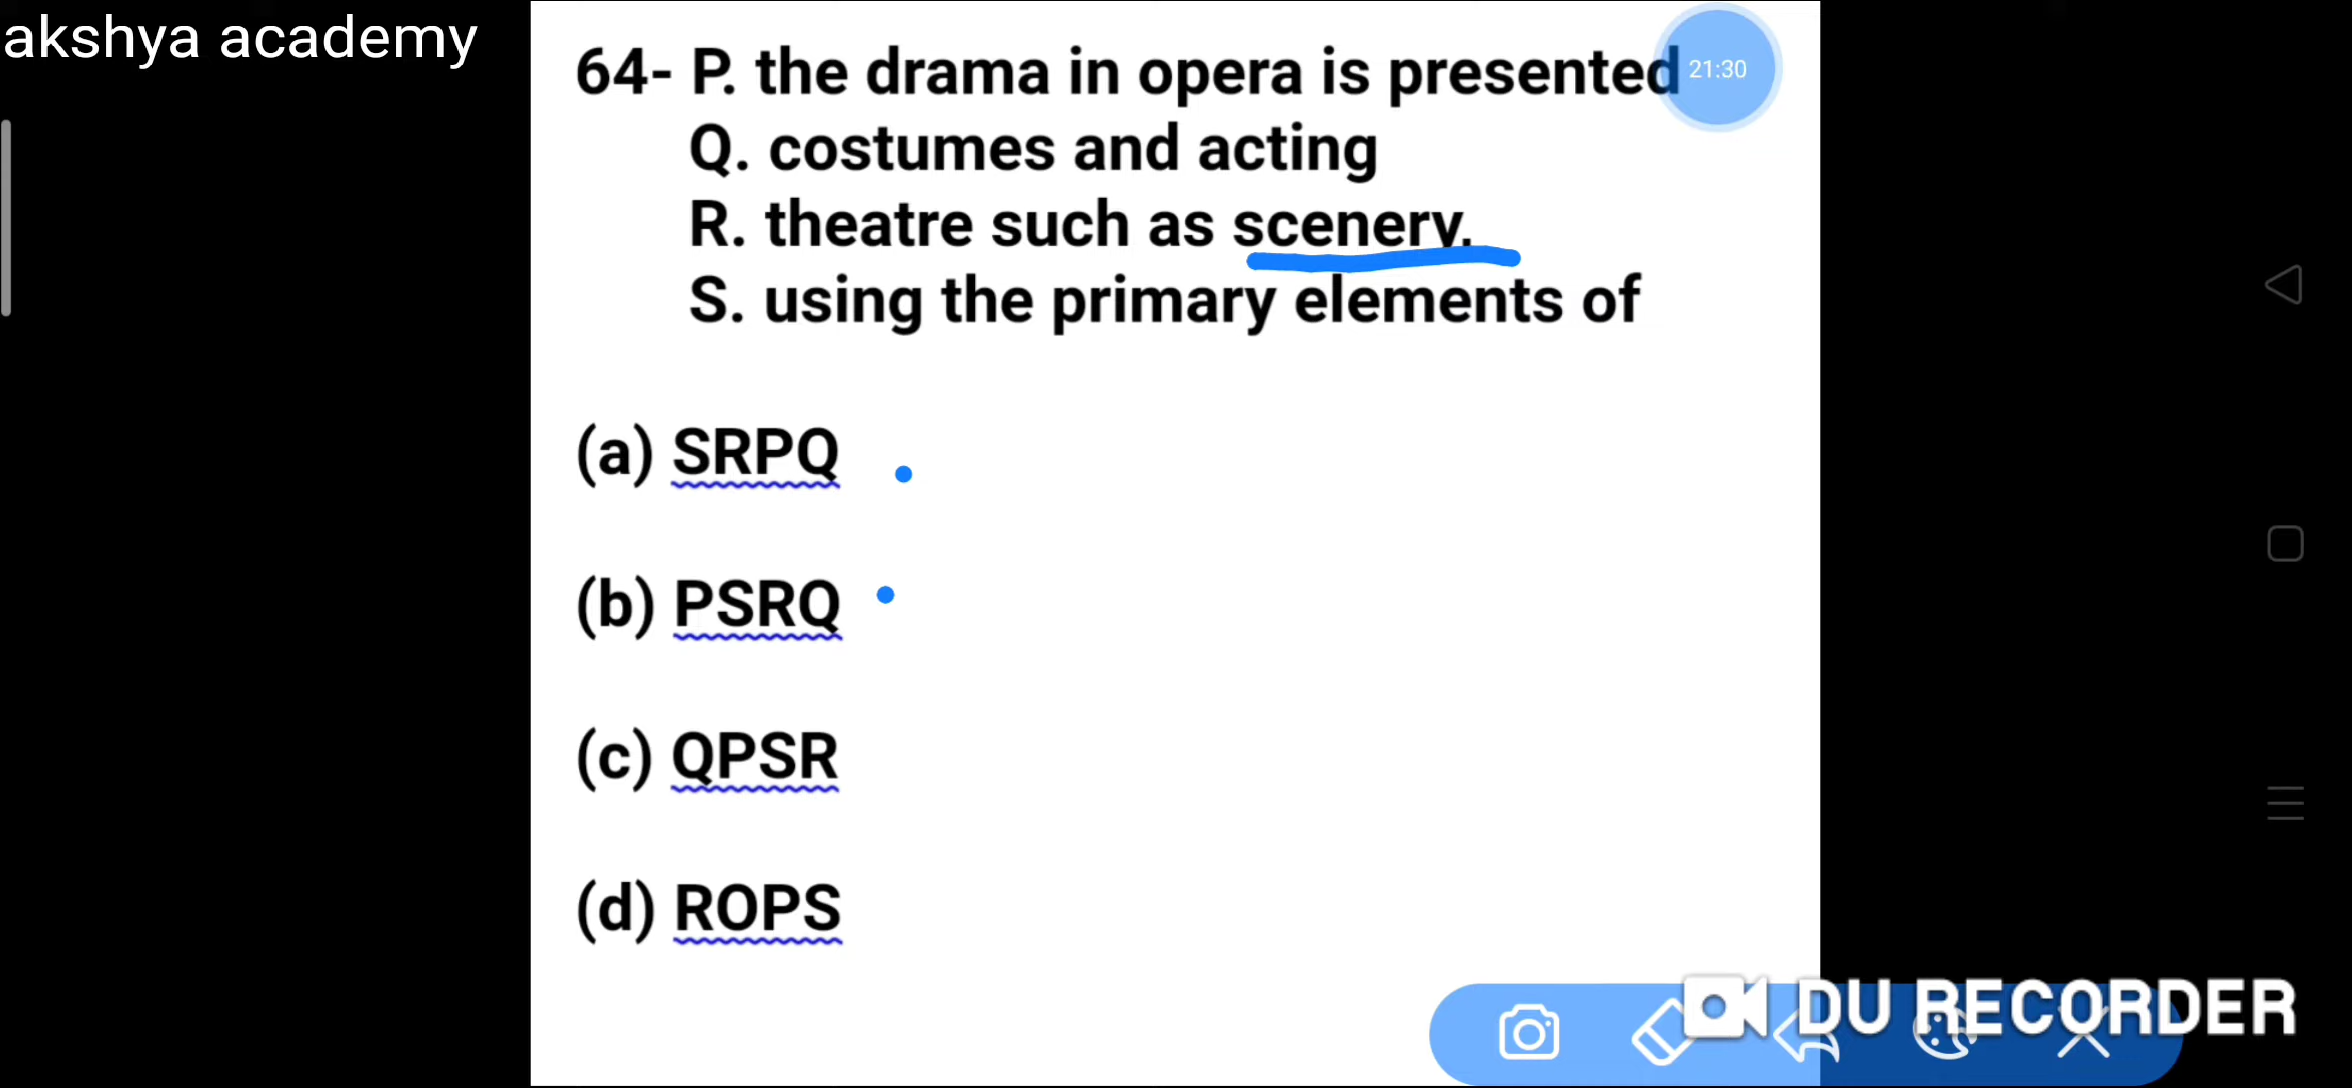 akshya academy
64- P. the drama in opera is presented
21:30
Q. costumes and acting
R. theatre such as scenery,
S. using the primary elements of
(a) SRPQ
(b) PSRQ
(c) QPSR
(d) ROPS
DU RECORDER